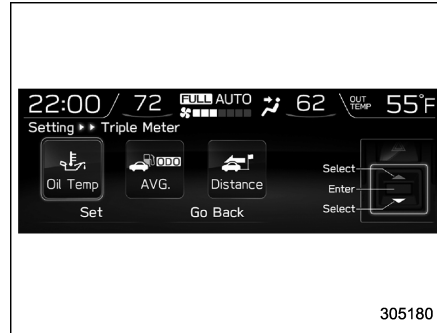 22:00 72 FULL AUTO 62 OUT TEMP 55°F
Setting ▸▸ Triple Meter
ODO
Oil Temp AVG. Distance
Set Go Back
Select
Enter
Select
305180